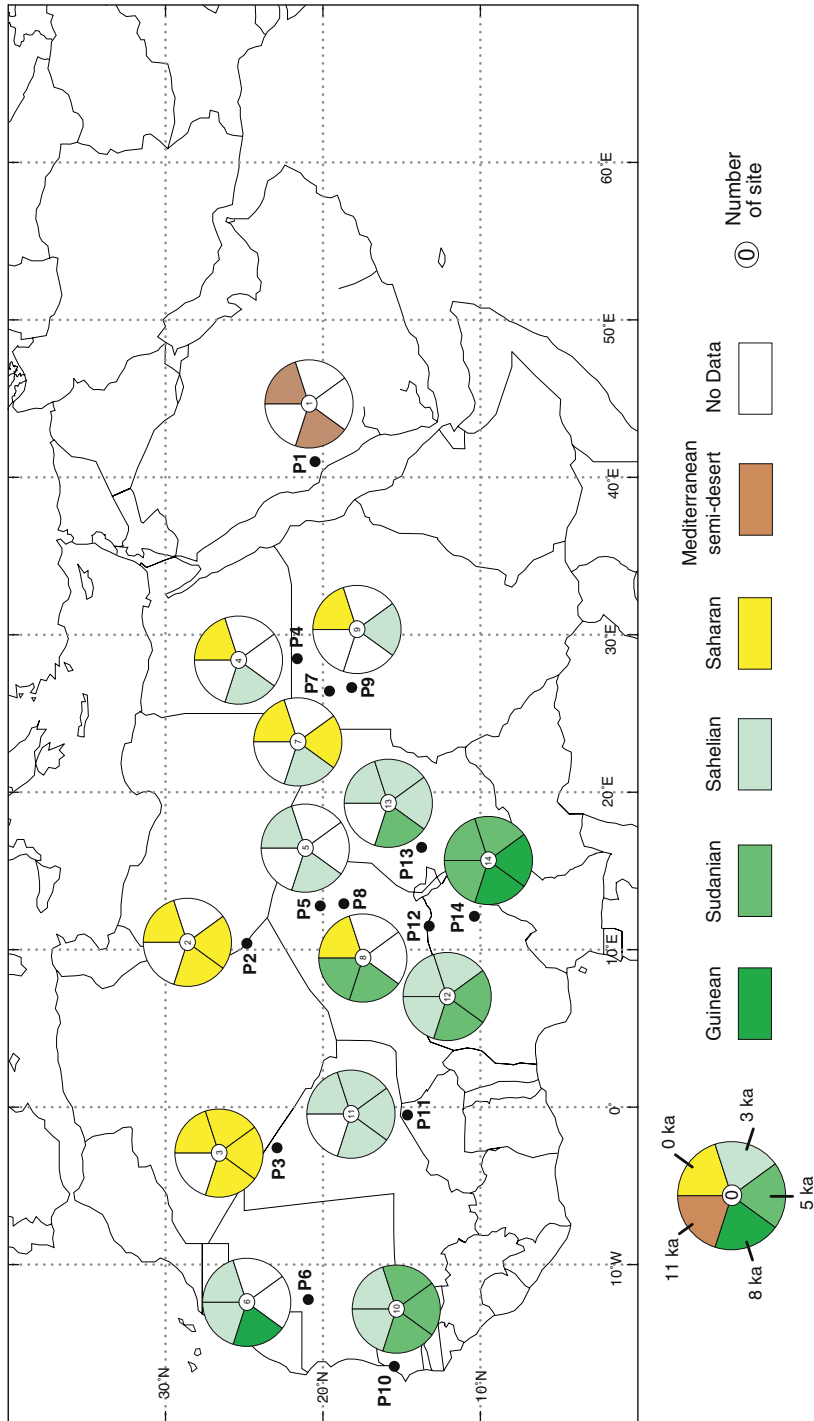 30˚N
20˚N
10˚N
10˚W
0˚
10˚E
20˚E
30˚E
40˚E
50˚E
60˚E
P1
P2
P3
P4
P5
P6
P7
P8
P9
P10
P11
P12
P13
P14
1
2
3
4
5
6
7
8
9
10
11
12
13
14
0
0 ka
3 ka
5 ka
8 ka
11 ka
Guinean
Sudanian
Sahelian
Saharan
Mediterranean
semi-desert
No Data
0
Number
of site